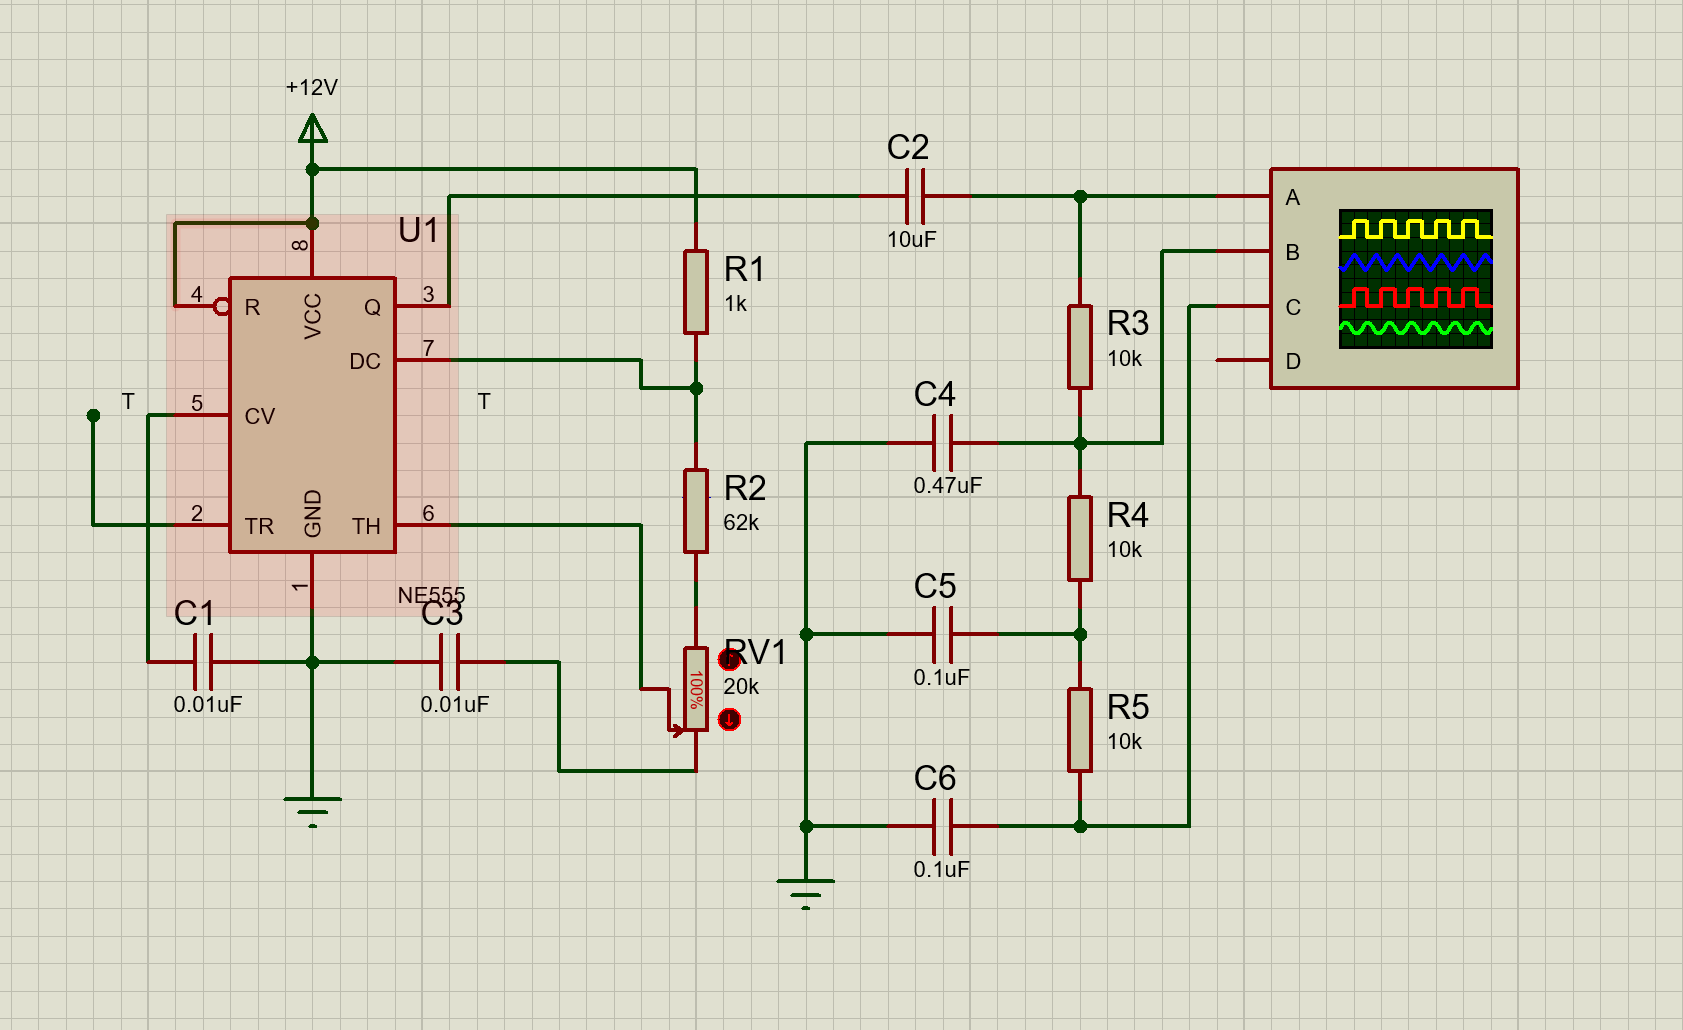 +12V
C2
10uF
U1
8
4
R
VCC
Q
3
R1
1k
A
B
C
D
DC
7
T
5
CV
T
R3
10k
C4
0.47uF
2
TR
GND
TH
6
R2
62k
R4
10k
1
NE555
C1
0.01uF
C3
0.01uF
C5
0.1uF
RV1
20k
100%
R5
10k
C6
0.1uF